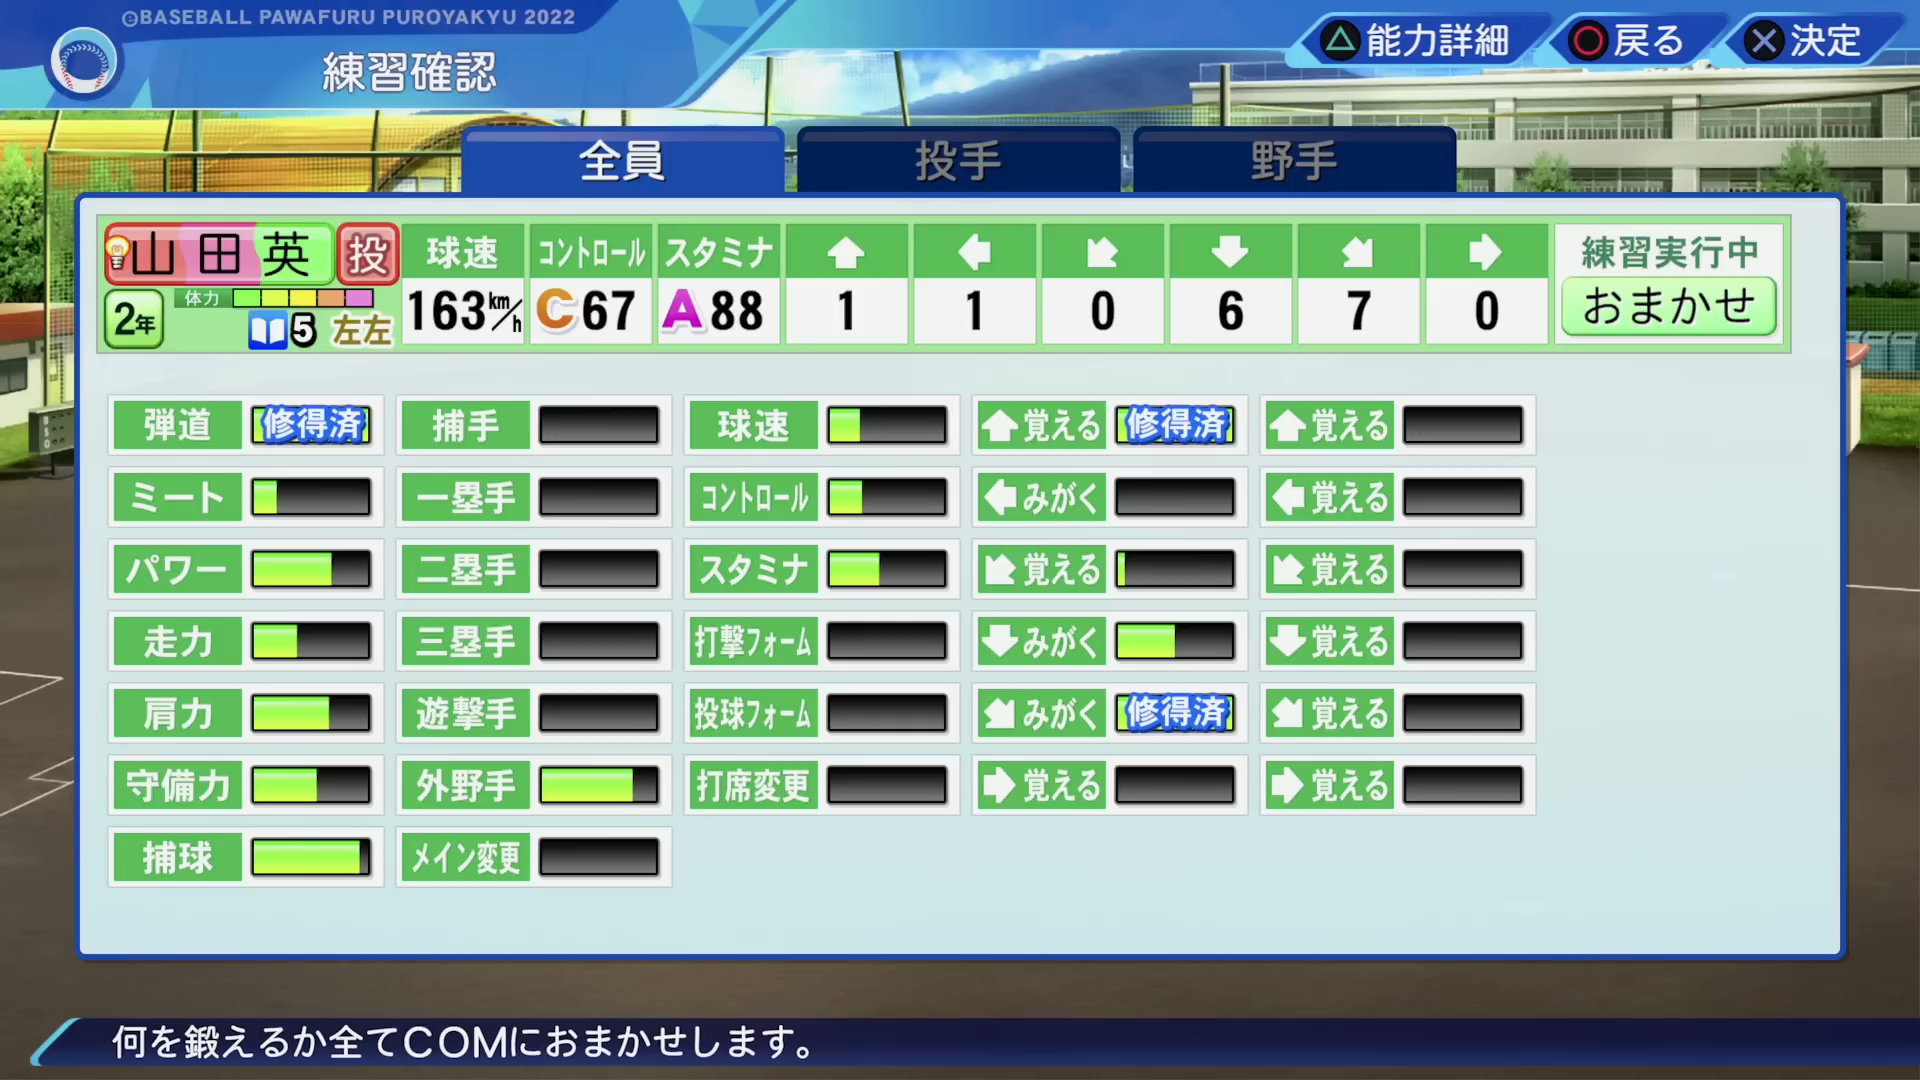 ©BASEBALL PAWAFURU PUROYAKYU 2022
練習確認
能力詳細 戻る 決定
全員 投手 野手
山田英 投 球速 コントロール スタミナ 練習実行中
2年 体力 5 左左 163km/h C67 A88 1 1 0 6 7 0 おまかせ
弾道 修得済 捕手 球速 覚える 修得済 覚える
ミート 一塁手 コントロール みがく 覚える
パワー 二塁手 スタミナ 覚える 覚える
走力 三塁手 打撃フォーム みがく 覚える
肩力 遊撃手 投球フォーム みがく 修得済 覚える
守備力 外野手 打席変更 覚える 覚える
捕球 メイン変更
何を鍛えるか全てCOMにおまかせします。